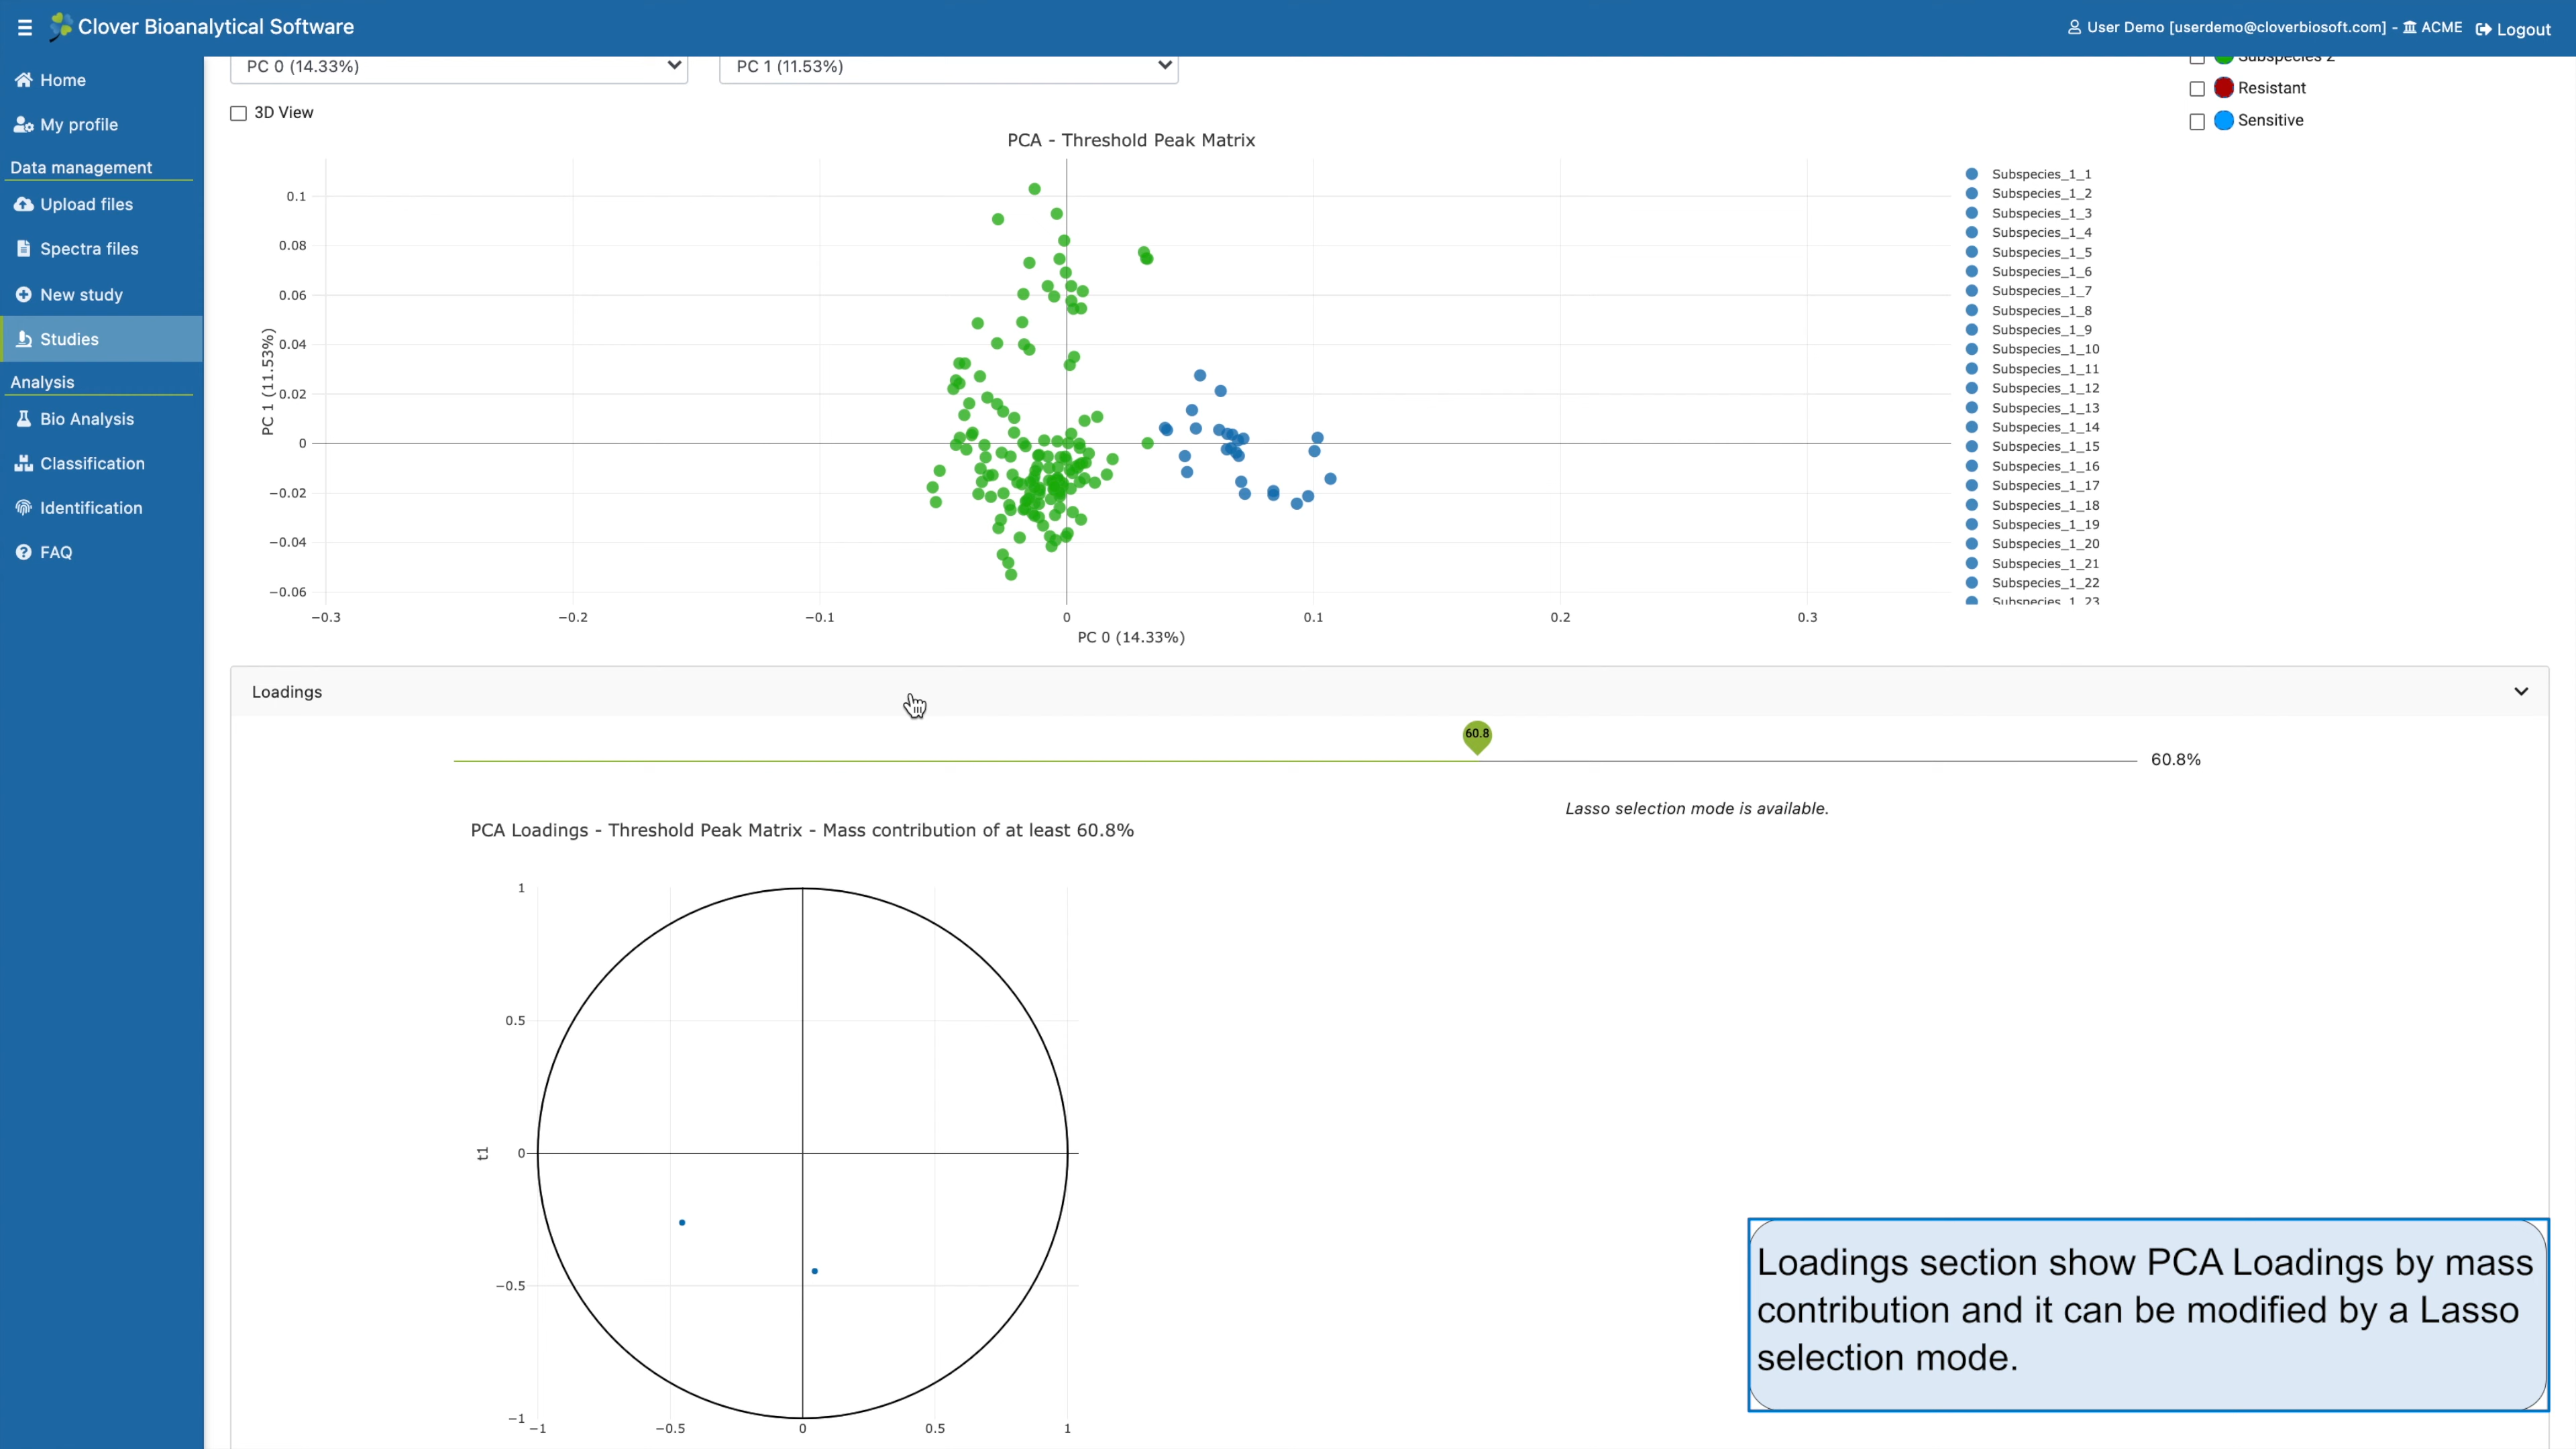 Clover Bioanalytical Software
User Demo [userdemo@cloverbiosoft.com] - ACME Logout
Home
My profile
Data management
Upload files
Spectra files
New study
Studies
Analysis
Bio Analysis
Classification
Identification
FAQ
PC 0 (14.33%)
PC 1 (11.53%)
Subspecies 2
Resistant
Sensitive
3D View
PCA - Threshold Peak Matrix
PC 1 (11.53%)
0.1
0.08
0.06
0.04
0.02
0
−0.02
−0.04
−0.06
−0.3
−0.2
−0.1
0
0.1
0.2
0.3
PC 0 (14.33%)
Subspecies_1_1
Subspecies_1_2
Subspecies_1_3
Subspecies_1_4
Subspecies_1_5
Subspecies_1_6
Subspecies_1_7
Subspecies_1_8
Subspecies_1_9
Subspecies_1_10
Subspecies_1_11
Subspecies_1_12
Subspecies_1_13
Subspecies_1_14
Subspecies_1_15
Subspecies_1_16
Subspecies_1_17
Subspecies_1_18
Subspecies_1_19
Subspecies_1_20
Subspecies_1_21
Subspecies_1_22
Subspecies_1_23
Loadings
60.8
60.8%
Lasso selection mode is available.
PCA Loadings - Threshold Peak Matrix - Mass contribution of at least 60.8%
t1
1
0.5
0
−0.5
−1
−1
−0.5
0
0.5
1
Loadings section show PCA Loadings by mass
contribution and it can be modified by a Lasso
selection mode.